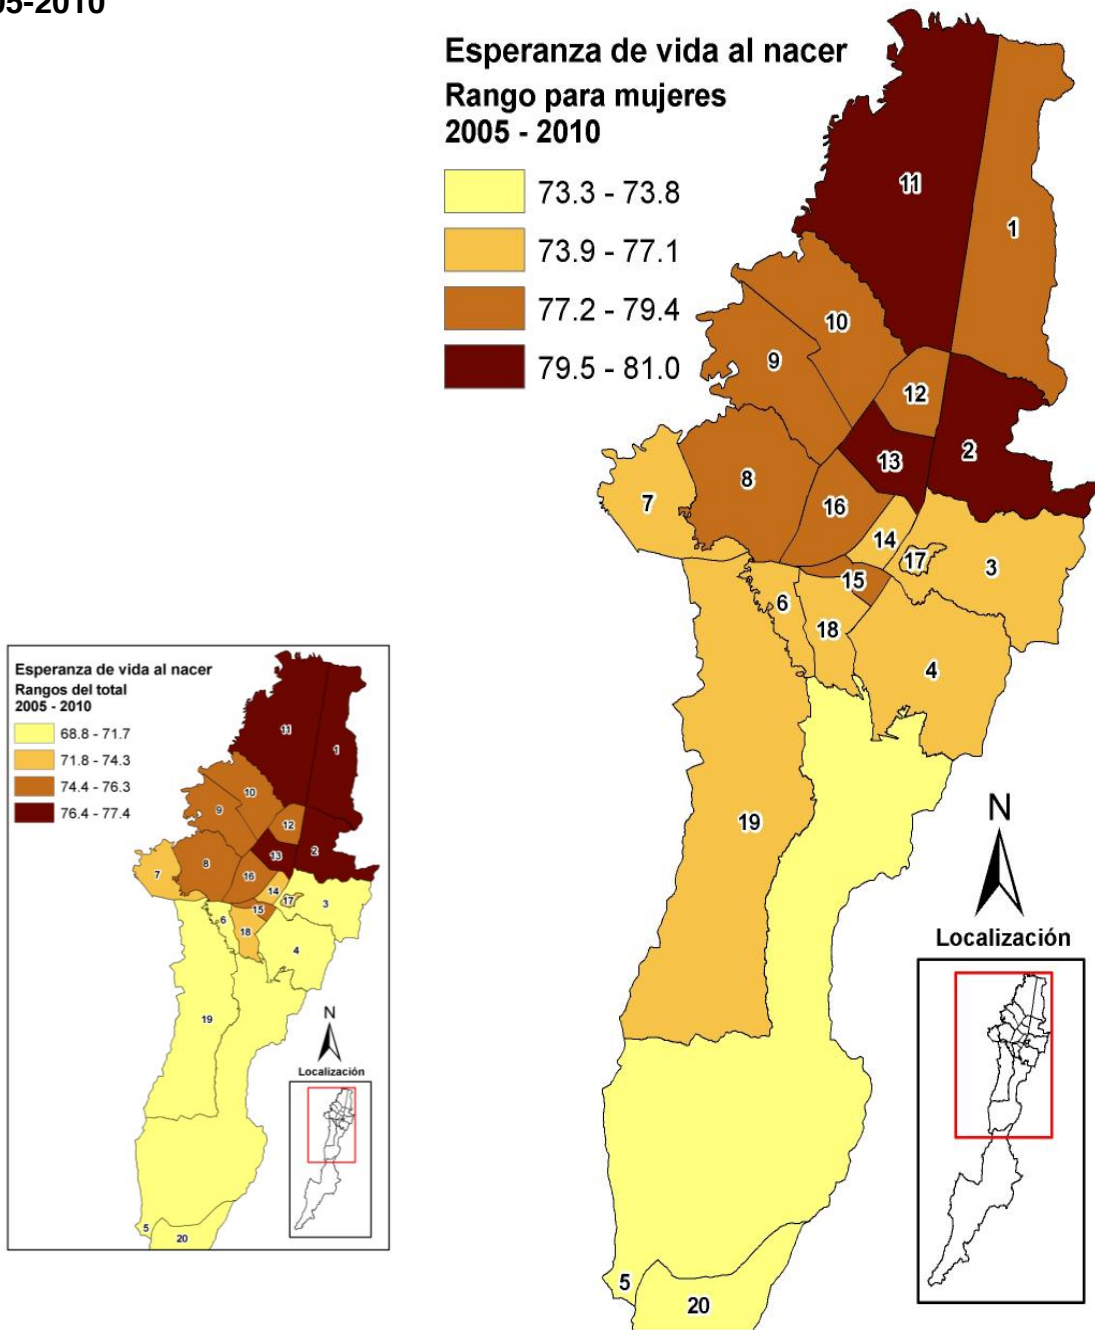 05-2010
Esperanza de vida al nacer
Rango para mujeres
2005 - 2010
73.3 - 73.8
73.9 - 77.1
77.2 - 79.4
79.5 - 81.0
11
1
10
9
12
13
2
8
7
16
14
17
3
15
6
18
4
19
5
20
N
Localización
Esperanza de vida al nacer
Rangos del total
2005 - 2010
68.8 - 71.7
71.8 - 74.3
74.4 - 76.3
76.4 - 77.4
11
1
10
9
12
13
2
8
7
16
14
17
3
15
6
18
4
19
5
20
N
Localización